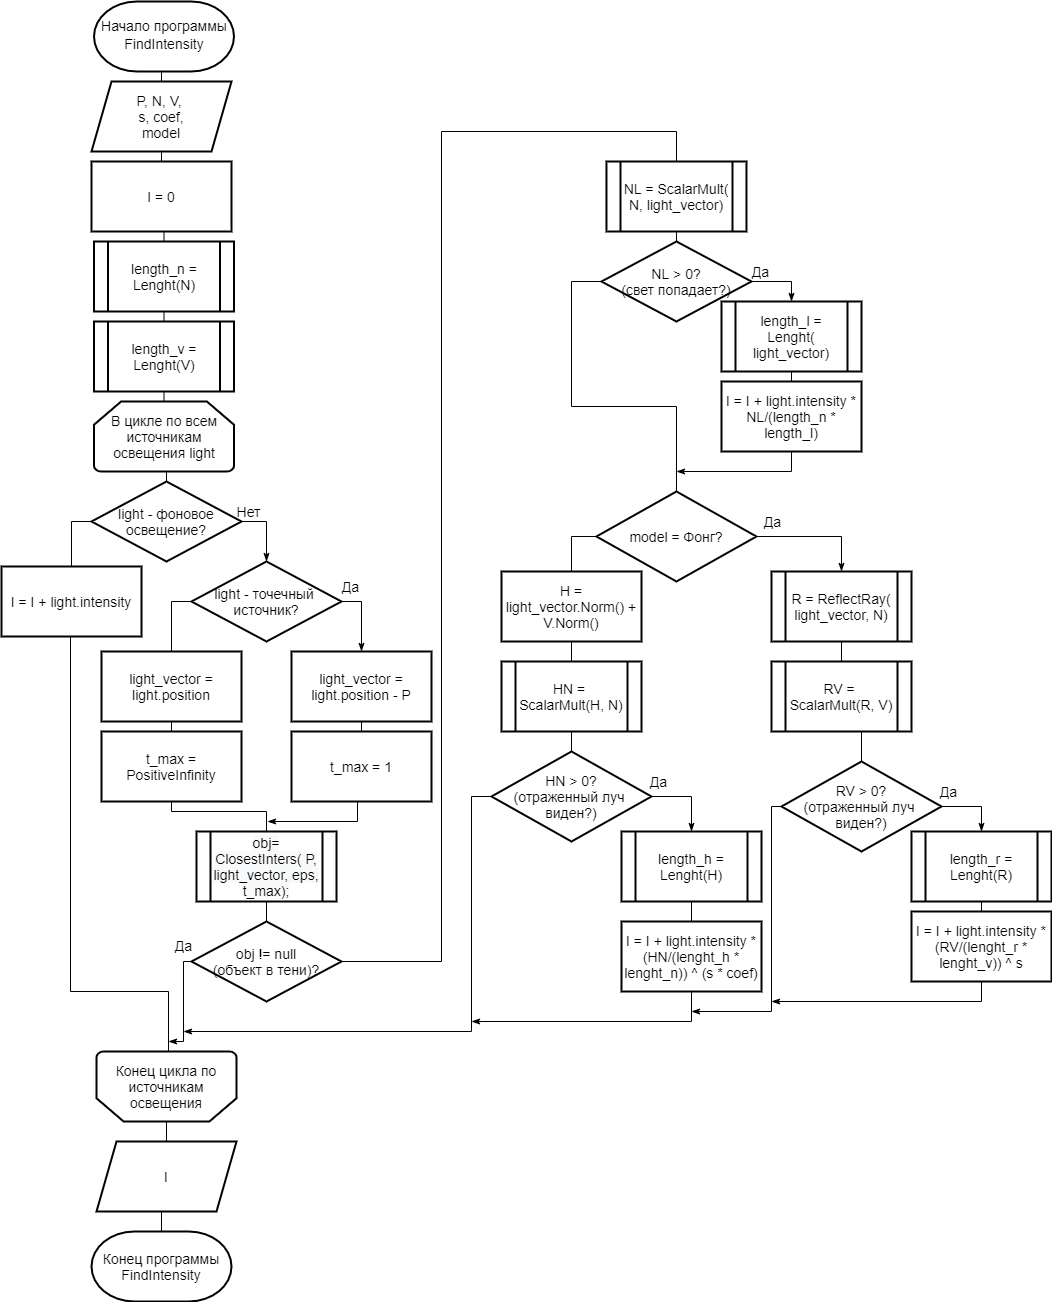 Начало программы
FindIntensity
P, N, V,
s, coef,
model
I = 0
length_n =
Lenght(N)
length_v =
Lenght(V)
В цикле по всем
источникам
освещения light
light - фоновое
освещение?
Нет
I = I + light.intensity
light - точечный
источник?
Да
light_vector =
light.position
light_vector =
light.position - P
t_max =
PositiveInfinity
t_max = 1
obj=
ClosestInters( P,
light_vector, eps,
t_max);
Да
obj != null
(объект в тени)?
NL = ScalarMult(
N, light_vector)
NL > 0?
(свет попадает?)
Да
length_l =
Lenght(
light_vector)
I = I + light.intensity *
NL/(length_n *
length_l)
model = Фонг?
Да
H =
light_vector.Norm() +
V.Norm()
HN =
ScalarMult(H, N)
HN > 0?
(отраженный луч
виден?)
Да
length_h =
Lenght(H)
I = I + light.intensity *
(HN/(lenght_h *
lenght_n)) ^ (s * coef)
R = ReflectRay(
light_vector, N)
RV =
ScalarMult(R, V)
RV > 0?
(отраженный луч
виден?)
Да
length_r =
Lenght(R)
I = I + light.intensity *
(RV/(lenght_r *
lenght_v)) ^ s
Конец цикла по
источникам
освещения
I
Конец программы
FindIntensity